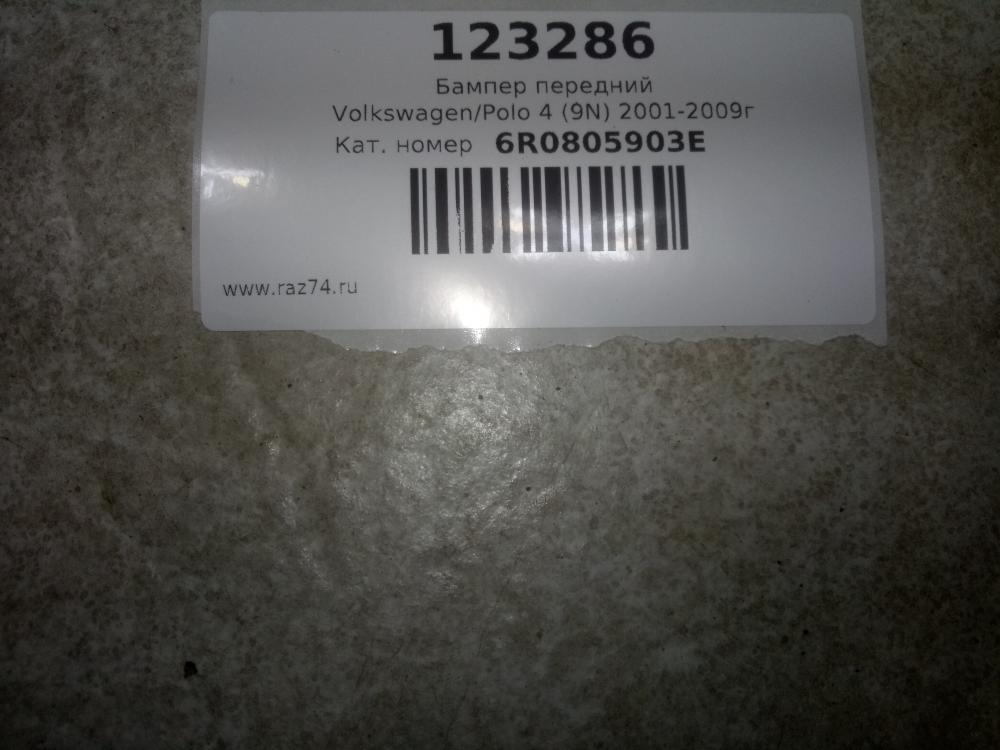 123286
Бампер передний
Volkswagen/Polo 4 (9N) 2001-2009г
Кат. номер 6R0805903E
www.raz74.ru